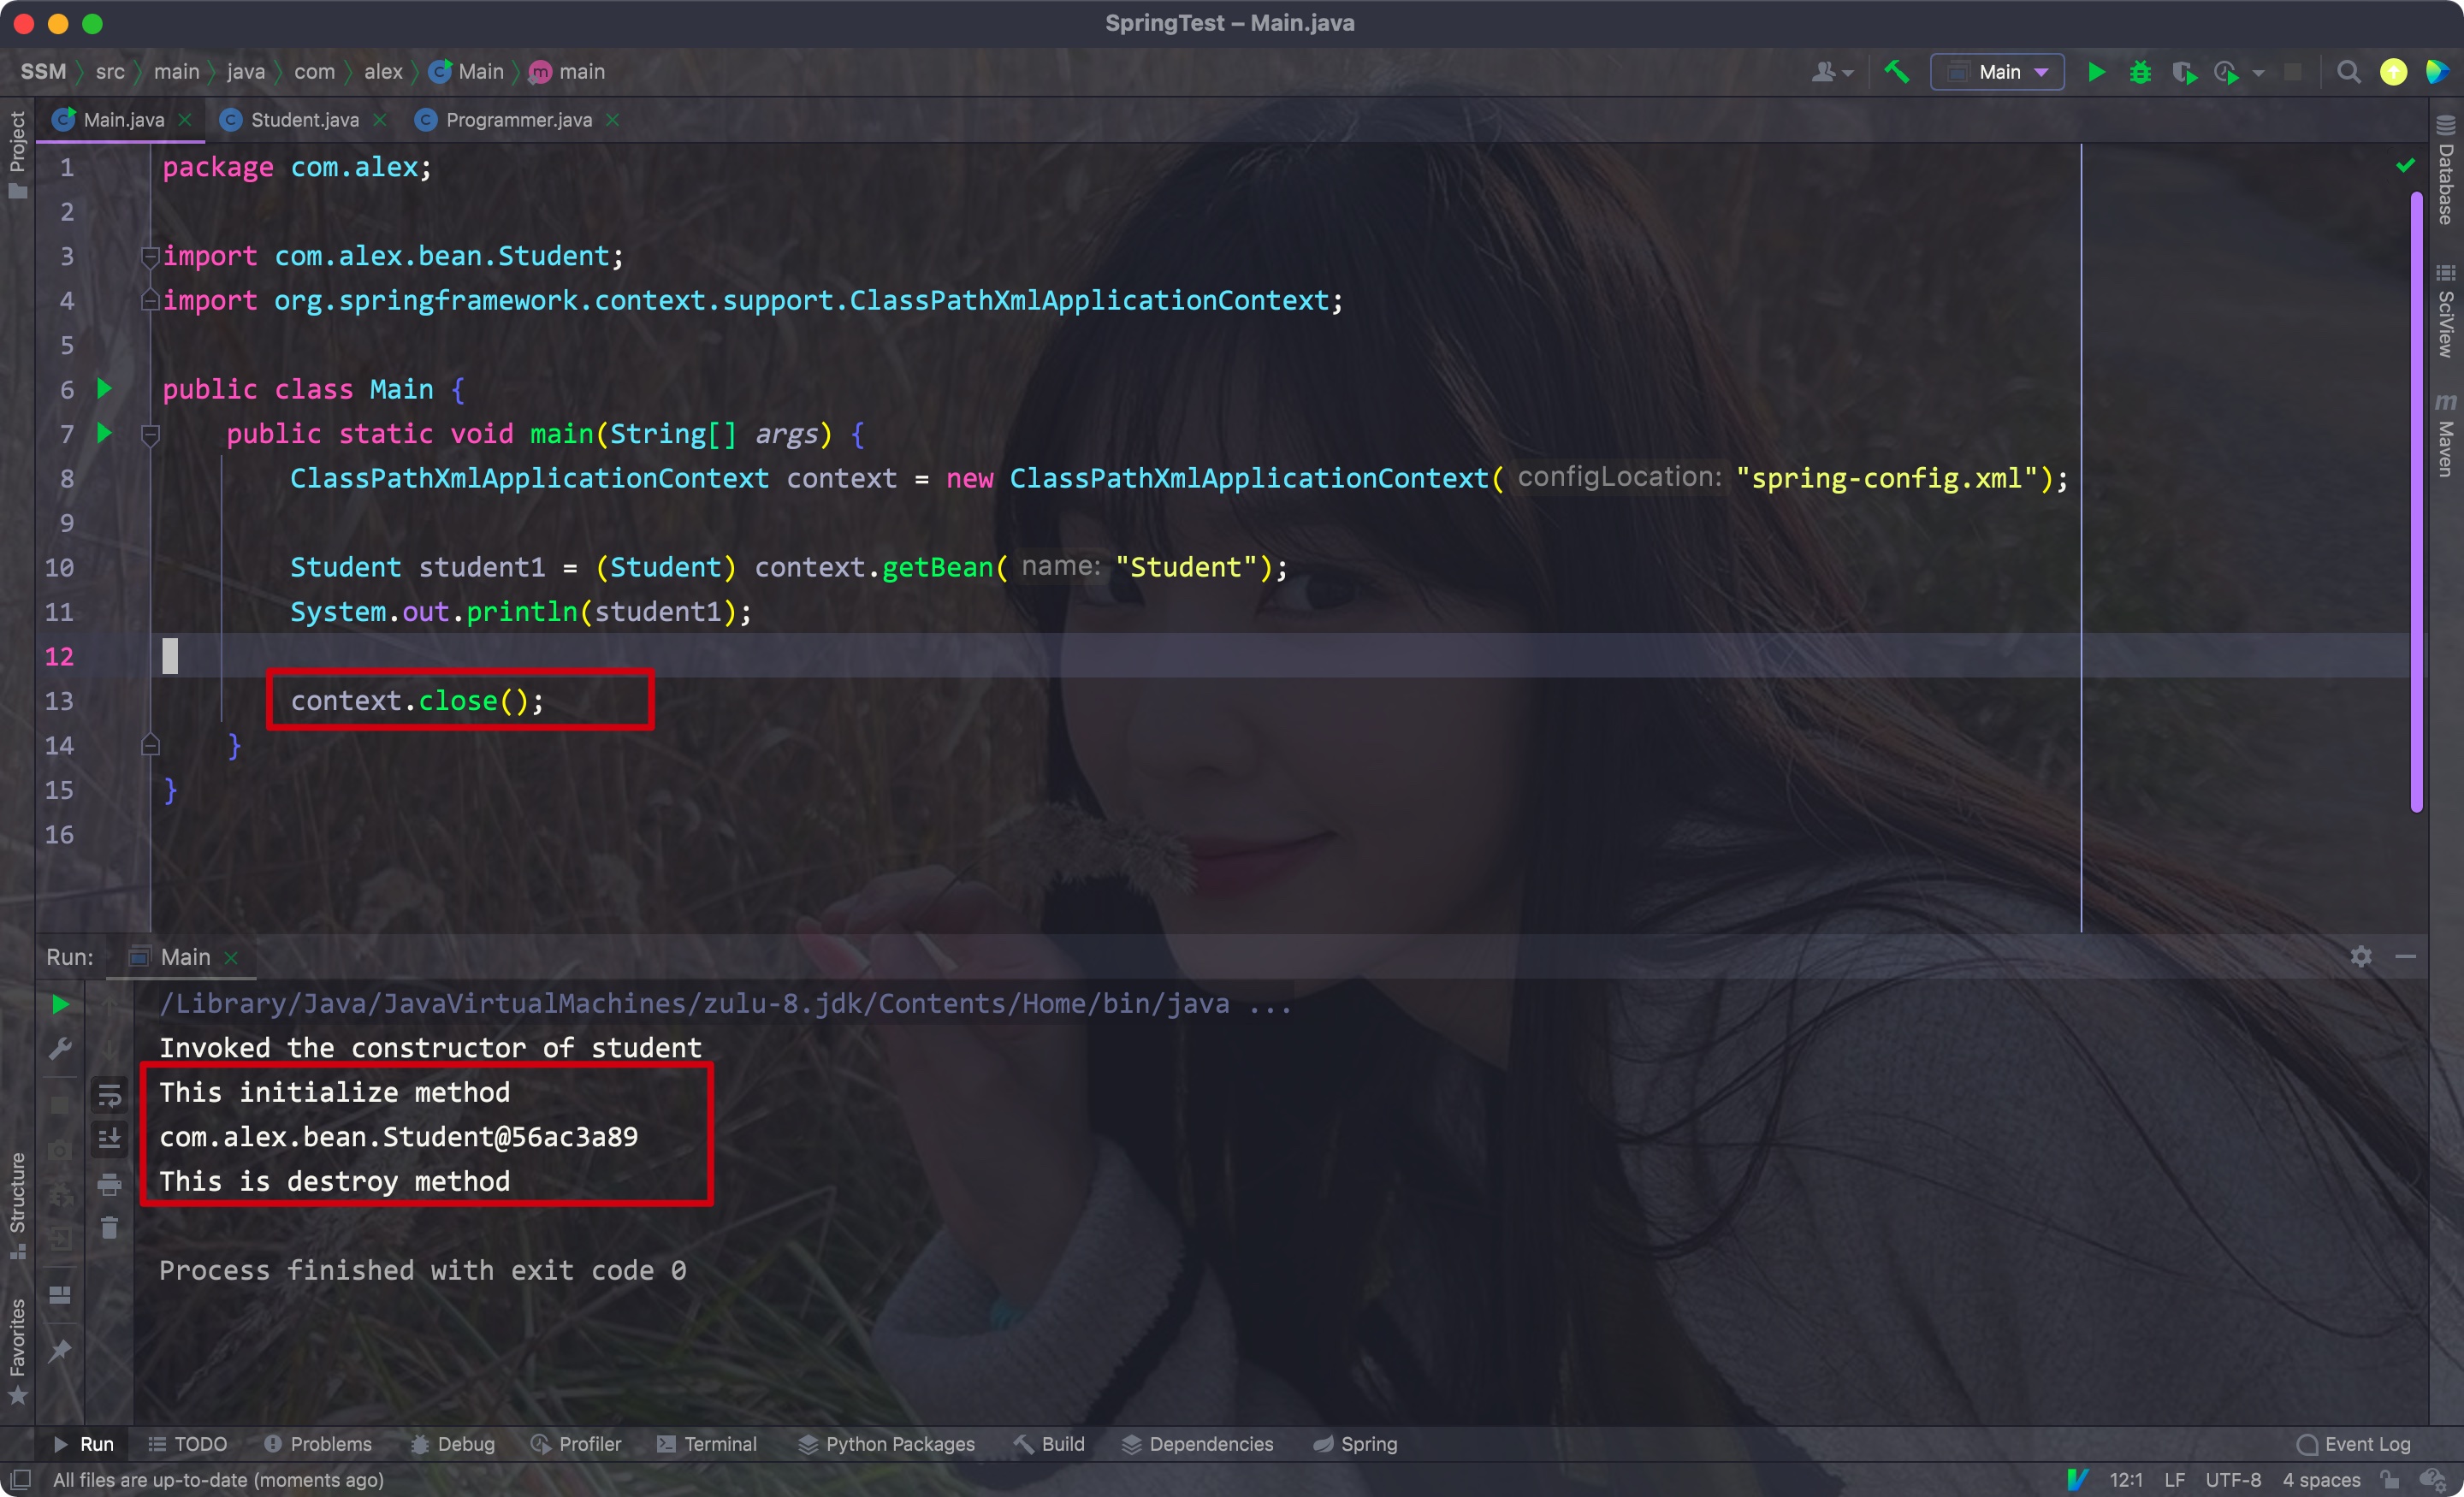 SpringTest – Main.java
SSM src main java com alex Main m main Main
Main.java Student.java Programmer.java
Project
1 package com.alex;
2
3 import com.alex.bean.Student;
4 import org.springframework.context.support.ClassPathXmlApplicationContext;
5
6 public class Main {
7 public static void main(String[] args) {
8 ClassPathXmlApplicationContext context = new ClassPathXmlApplicationContext( configLocation: "spring-config.xml");
9
10 Student student1 = (Student) context.getBean( name: "Student");
11 System.out.println(student1);
12
13 context.close();
14 }
15 }
16
Database
SciView
m Maven
Run: Main
/Library/Java/JavaVirtualMachines/zulu-8.jdk/Contents/Home/bin/java ...
Invoked the constructor of student
This initialize method
com.alex.bean.Student@56ac3a89
This is destroy method
Process finished with exit code 0
Structure
Favorites
Run TODO Problems Debug Profiler Terminal Python Packages Build Dependencies Spring Event Log
All files are up-to-date (moments ago) 12:1 LF UTF-8 4 spaces